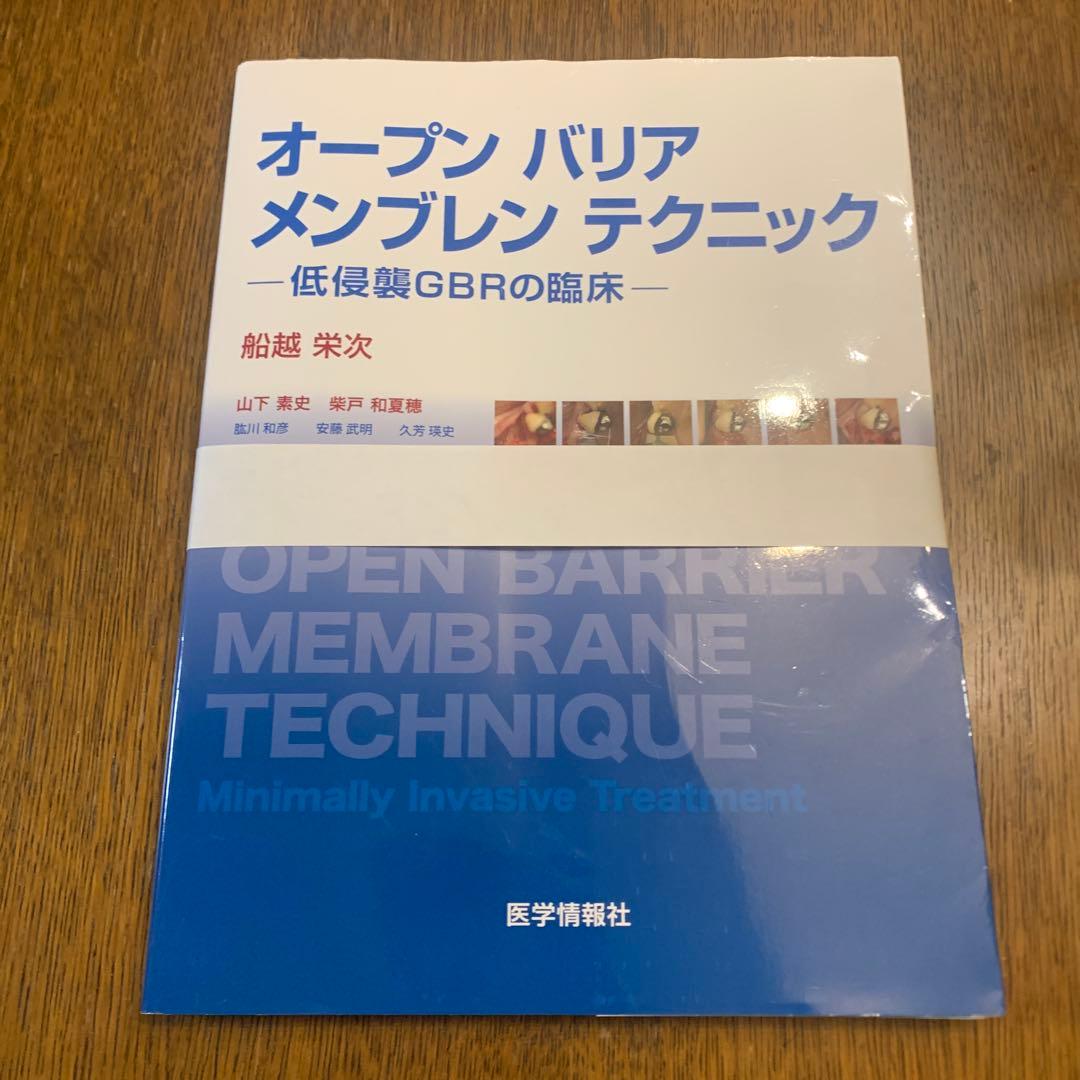 オープン バリア
メンブレン テクニック
―低侵襲GBRの臨床―
船越 栄次
山下 素史　柴戸 和夏穂
肱川 和彦　安藤 武明　久芳 瑛史
OPEN BARRIER
MEMBRANE
TECHNIQUE
Minimally Invasive Treatment
医学情報社